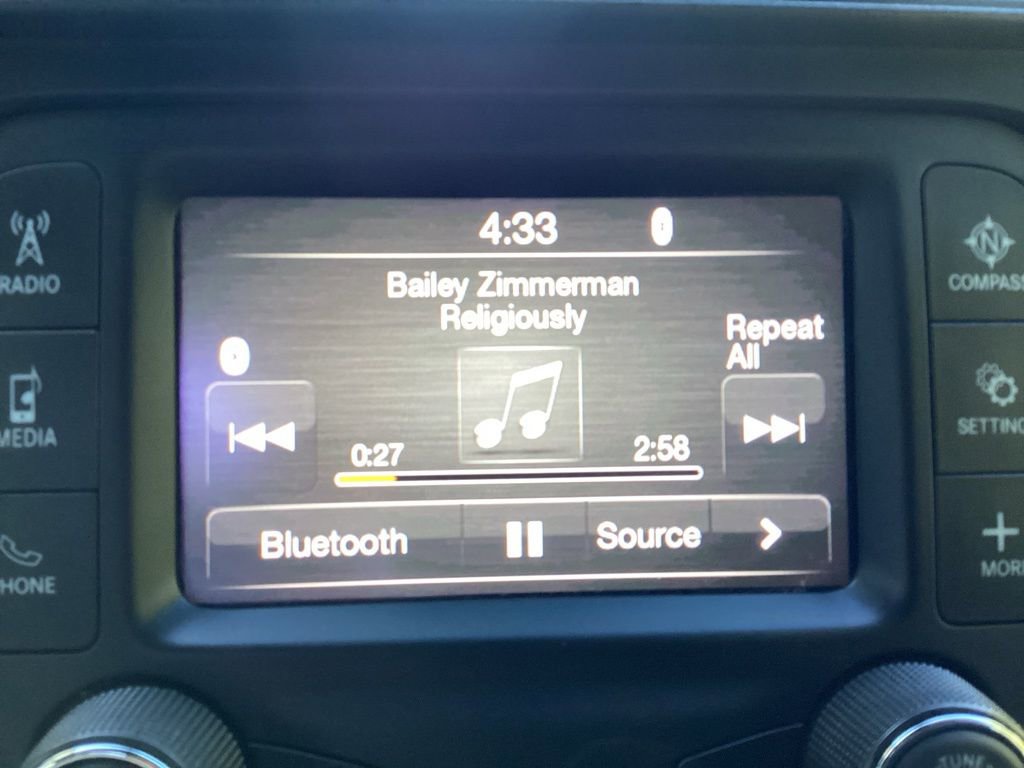 4:33
Bailey Zimmerman
Religiously
Repeat
All
0:27
2:58
Bluetooth
Source
RADIO
MEDIA
HONE
N
COMPASS
SETTING
MORE
TUNE